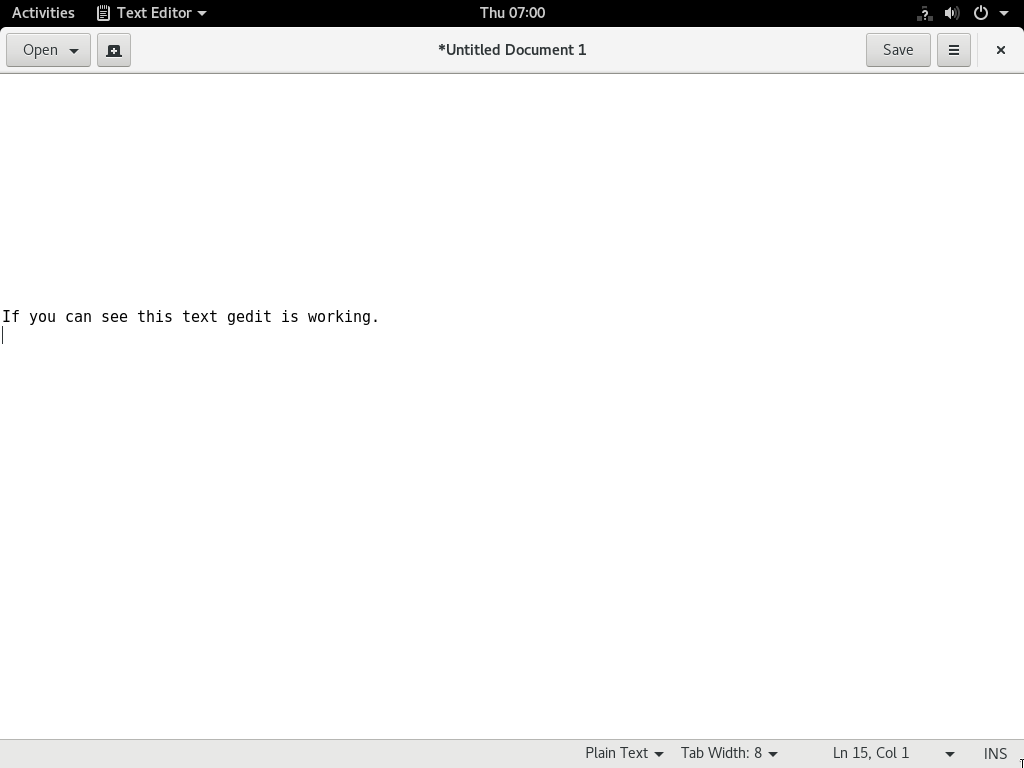 Activities Text Editor Thu 07:00
Open *Untitled Document 1 Save
If you can see this text gedit is working.
Plain Text Tab Width: 8 Ln 15, Col 1 INS